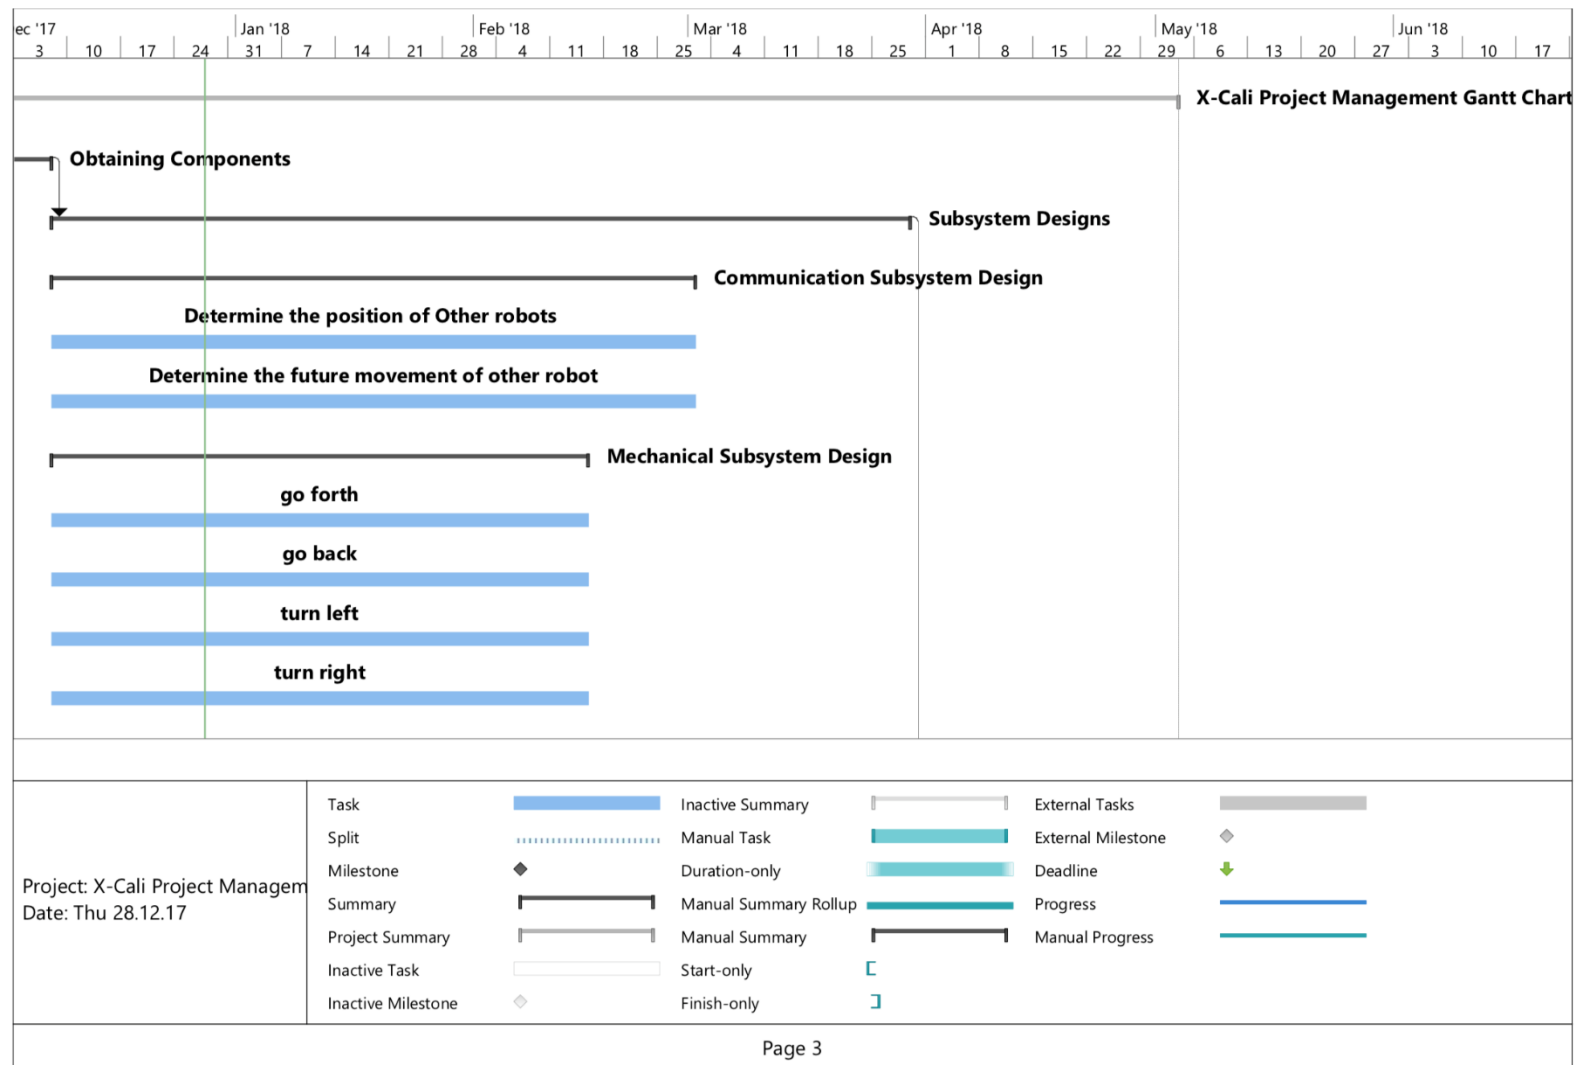 ec '17 Jan '18 Feb '18 Mar '18 Apr '18 May '18 Jun '18
3 10 17 24 31 7 14 21 28 4 11 18 25 4 11 18 25 1 8 15 22 29 6 13 20 27 3 10 17
X-Cali Project Management Gantt Chart
Obtaining Components
Subsystem Designs
Communication Subsystem Design
Determine the position of Other robots
Determine the future movement of other robot
Mechanical Subsystem Design
go forth
go back
turn left
turn right
Project: X-Cali Project Managem
Date: Thu 28.12.17
Task
Split
Milestone
Summary
Project Summary
Inactive Task
Inactive Milestone
Inactive Summary
Manual Task
Duration-only
Manual Summary Rollup
Manual Summary
Start-only
Finish-only
External Tasks
External Milestone
Deadline
Progress
Manual Progress
Page 3